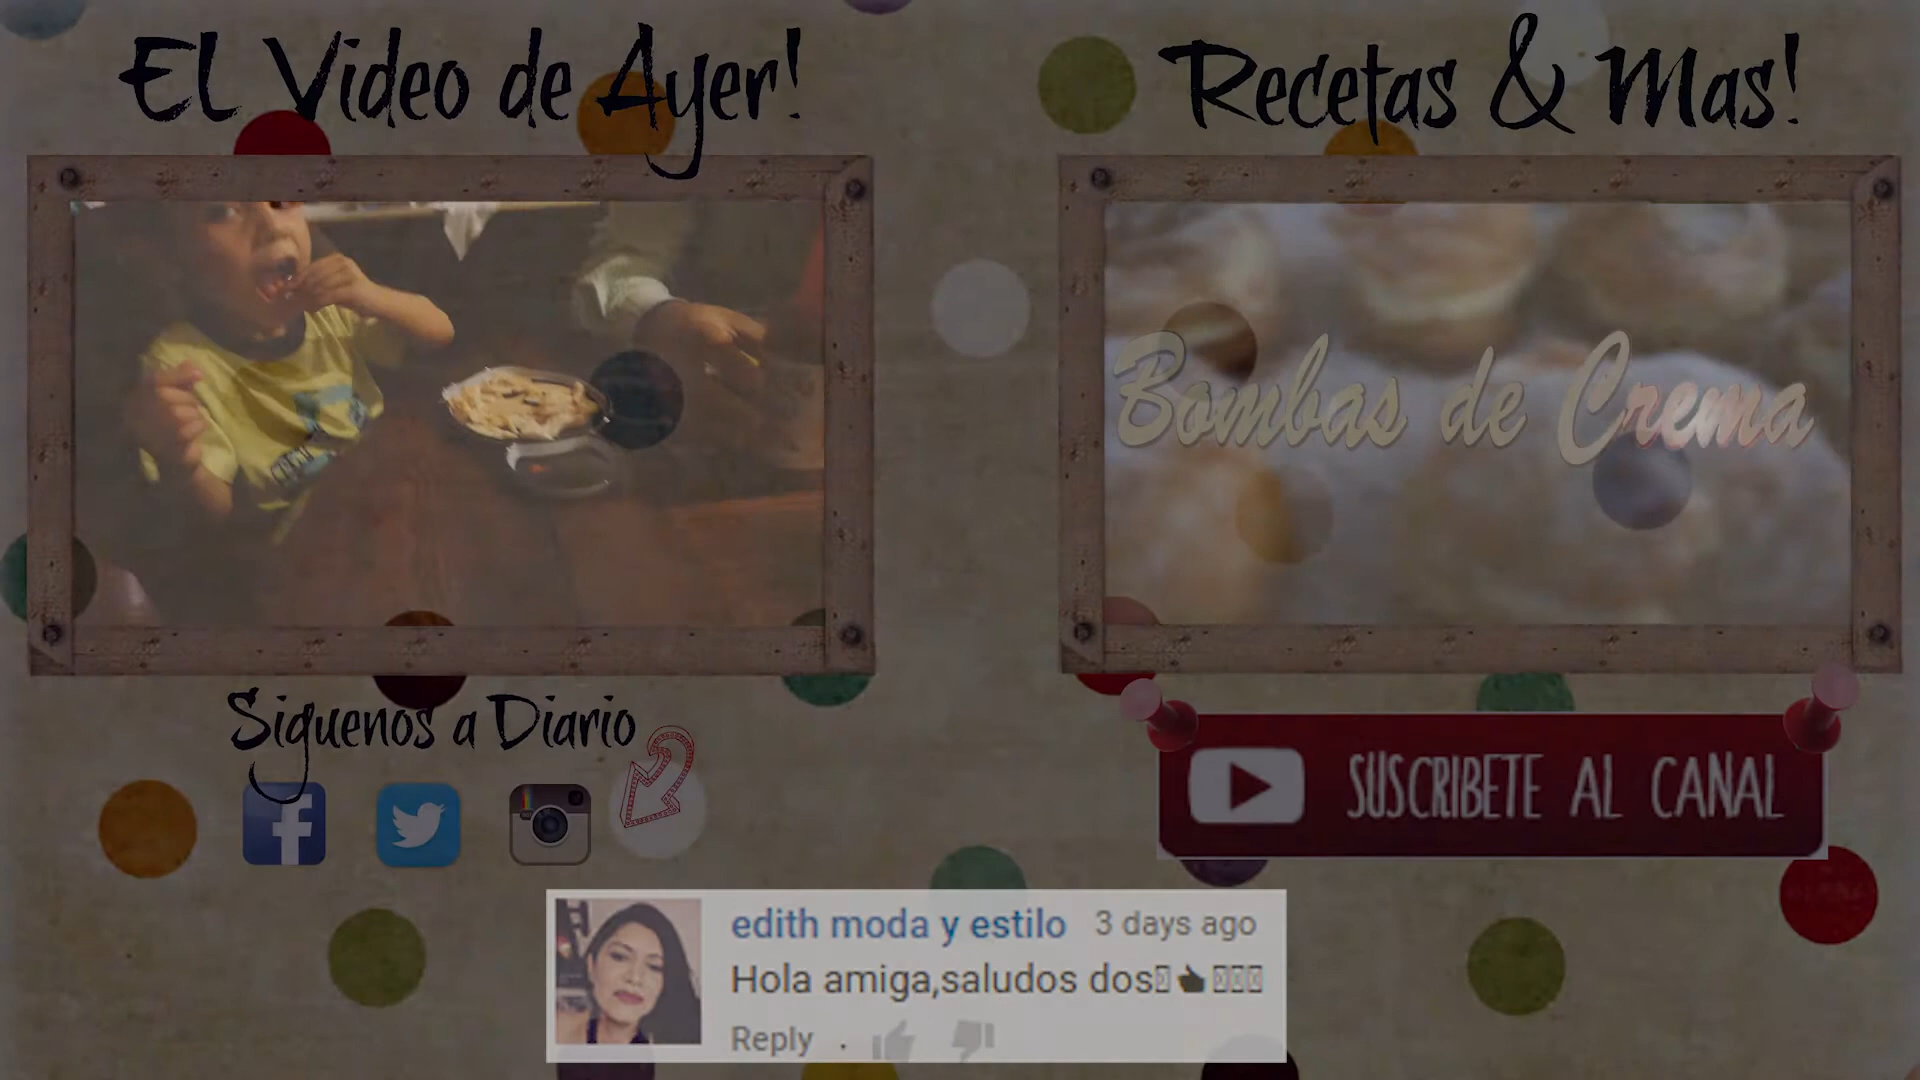 El Video de Ayer!
Recetas & Mas!
Bombas de Crema
Siguenos a Diario
SUSCRIBETE AL CANAL
edith moda y estilo 3 days ago
Hola amiga,saludos dos
Reply .